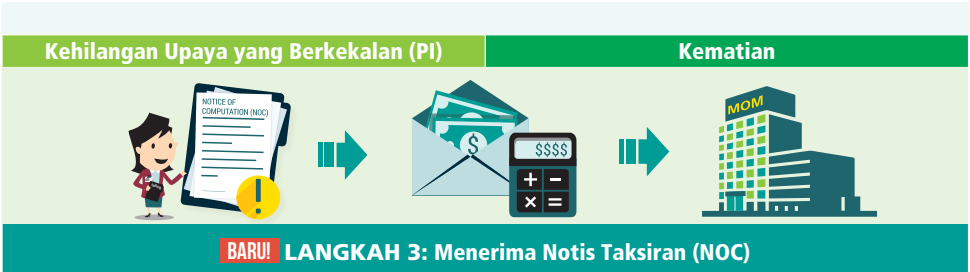 Kehilangan Upaya yang Berkekalan (PI)
Kematian
NOTICE OF
COMPUTATION (NOC)
!
$
$$$$
+ −
× =
MOM
BARU! LANGKAH 3: Menerima Notis Taksiran (NOC)